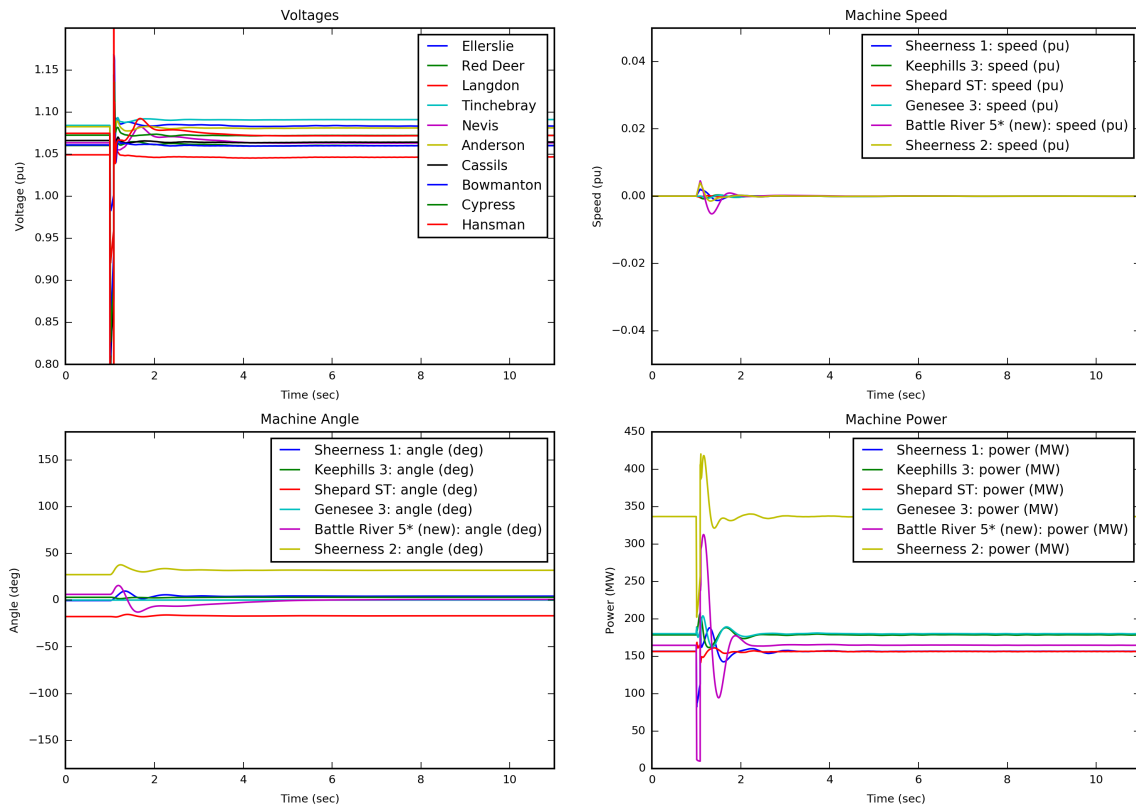 Voltages
1.15
1.10
1.05
1.00
0.95
0.90
0.85
0.80
Voltage (pu)
Ellerslie
Red Deer
Langdon
Tinchebray
Nevis
Anderson
Cassils
Bowmanton
Cypress
Hansman
0 2 4 6 8 10
Time (sec)
Machine Speed
0.04
0.02
0.00
−0.02
−0.04
Speed (pu)
Sheerness 1: speed (pu)
Keephills 3: speed (pu)
Shepard ST: speed (pu)
Genesee 3: speed (pu)
Battle River 5* (new): speed (pu)
Sheerness 2: speed (pu)
0 2 4 6 8 10
Time (sec)
Machine Angle
150
100
50
0
−50
−100
−150
Angle (deg)
Sheerness 1: angle (deg)
Keephills 3: angle (deg)
Shepard ST: angle (deg)
Genesee 3: angle (deg)
Battle River 5* (new): angle (deg)
Sheerness 2: angle (deg)
0 2 4 6 8 10
Time (sec)
Machine Power
450
400
350
300
250
200
150
100
50
0
Power (MW)
Sheerness 1: power (MW)
Keephills 3: power (MW)
Shepard ST: power (MW)
Genesee 3: power (MW)
Battle River 5* (new): power (MW)
Sheerness 2: power (MW)
0 2 4 6 8 10
Time (sec)